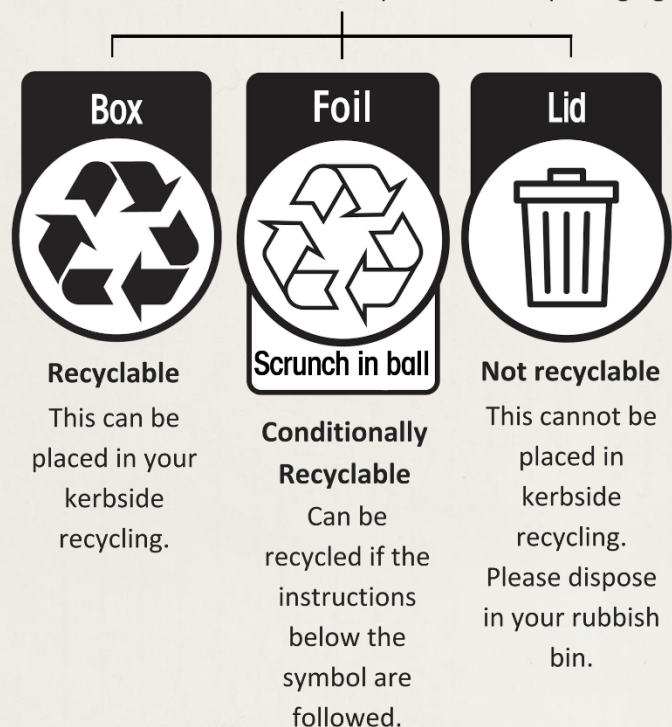 Box
Foil
Lid
Scrunch in ball
Recyclable
This can be
placed in your
kerbside
recycling.
Conditionally
Recyclable
Can be
recycled if the
instructions
below the
symbol are
followed.
Not recyclable
This cannot be
placed in
kerbside
recycling.
Please dispose
in your rubbish
bin.